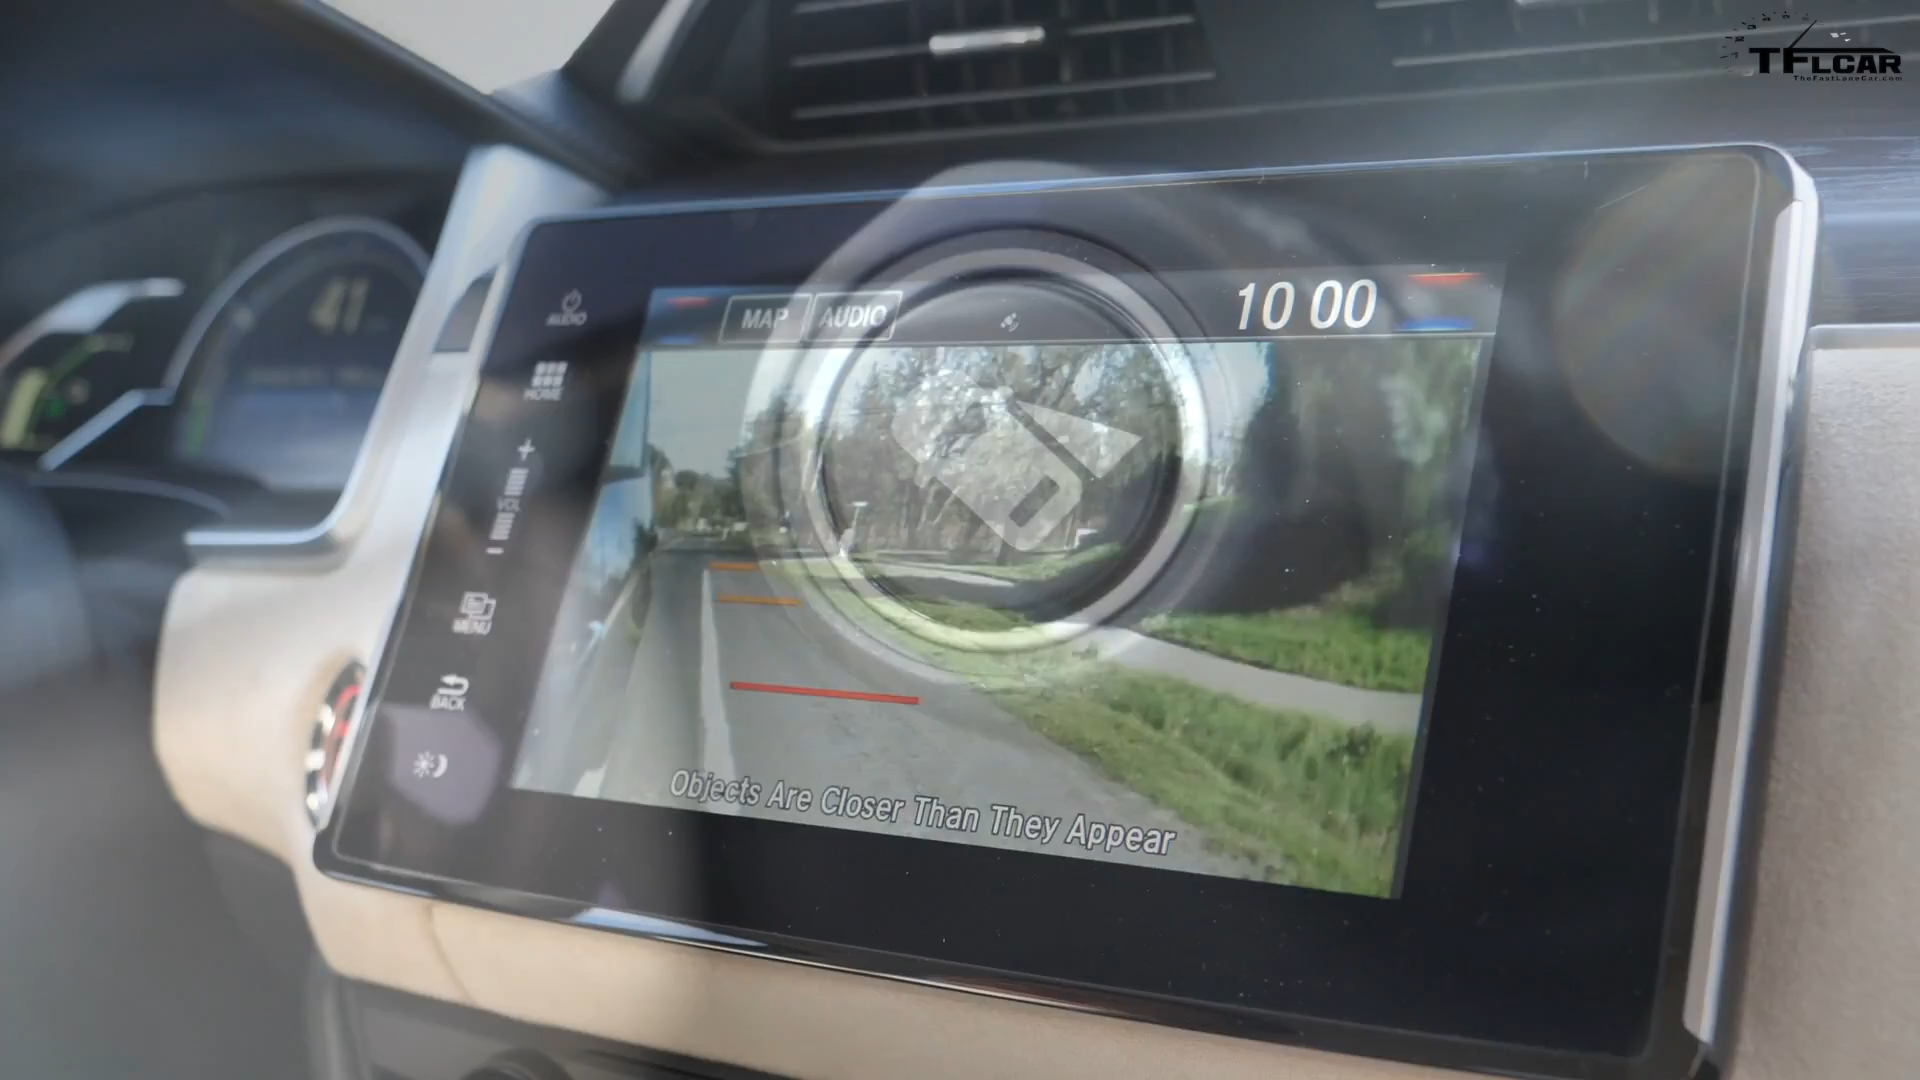 TFLCAR
TheFastLaneCar.com
41
AUDIO
HOME
VOL
MENU
BACK
MAP
AUDIO
10 00
Objects Are Closer Than They Appear